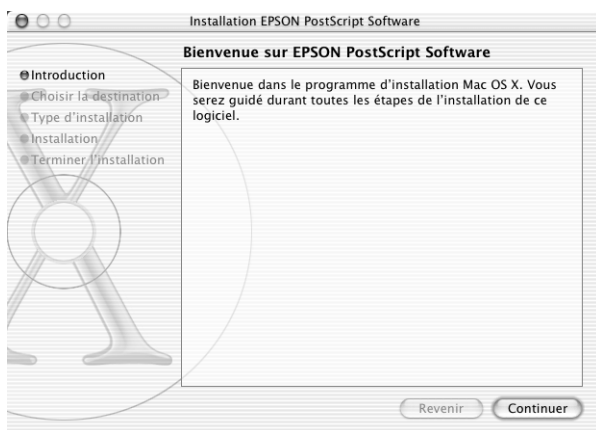 Installation EPSON PostScript Software
Bienvenue sur EPSON PostScript Software
Introduction
Choisir la destination
Type d'installation
Installation
Terminer l'installation
Bienvenue dans le programme d'installation Mac OS X. Vous
serez guidé durant toutes les étapes de l'installation de ce
logiciel.
Revenir
Continuer